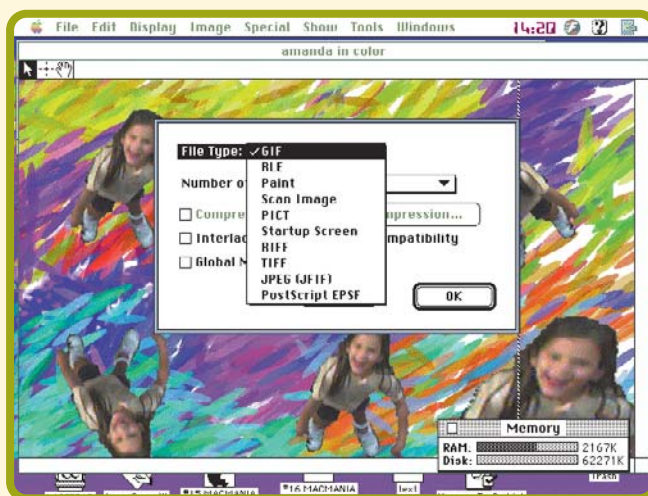 File Edit Display Image Special Show Tools Windows 14:20
amanda in color
File Type: ✓GIF
RLE
Number of
Paint
Scan Image
Compre
PICT
mpression...
Startup Screen
Interlac
RIFF
mpatibility
TIFF
Global
JPEG (JFIF)
PostScript EPSF
OK
Memory
RAM: 2167K
Disk: 62271K
#15 MACMANIA
#16 MACMANIA
text
Trash